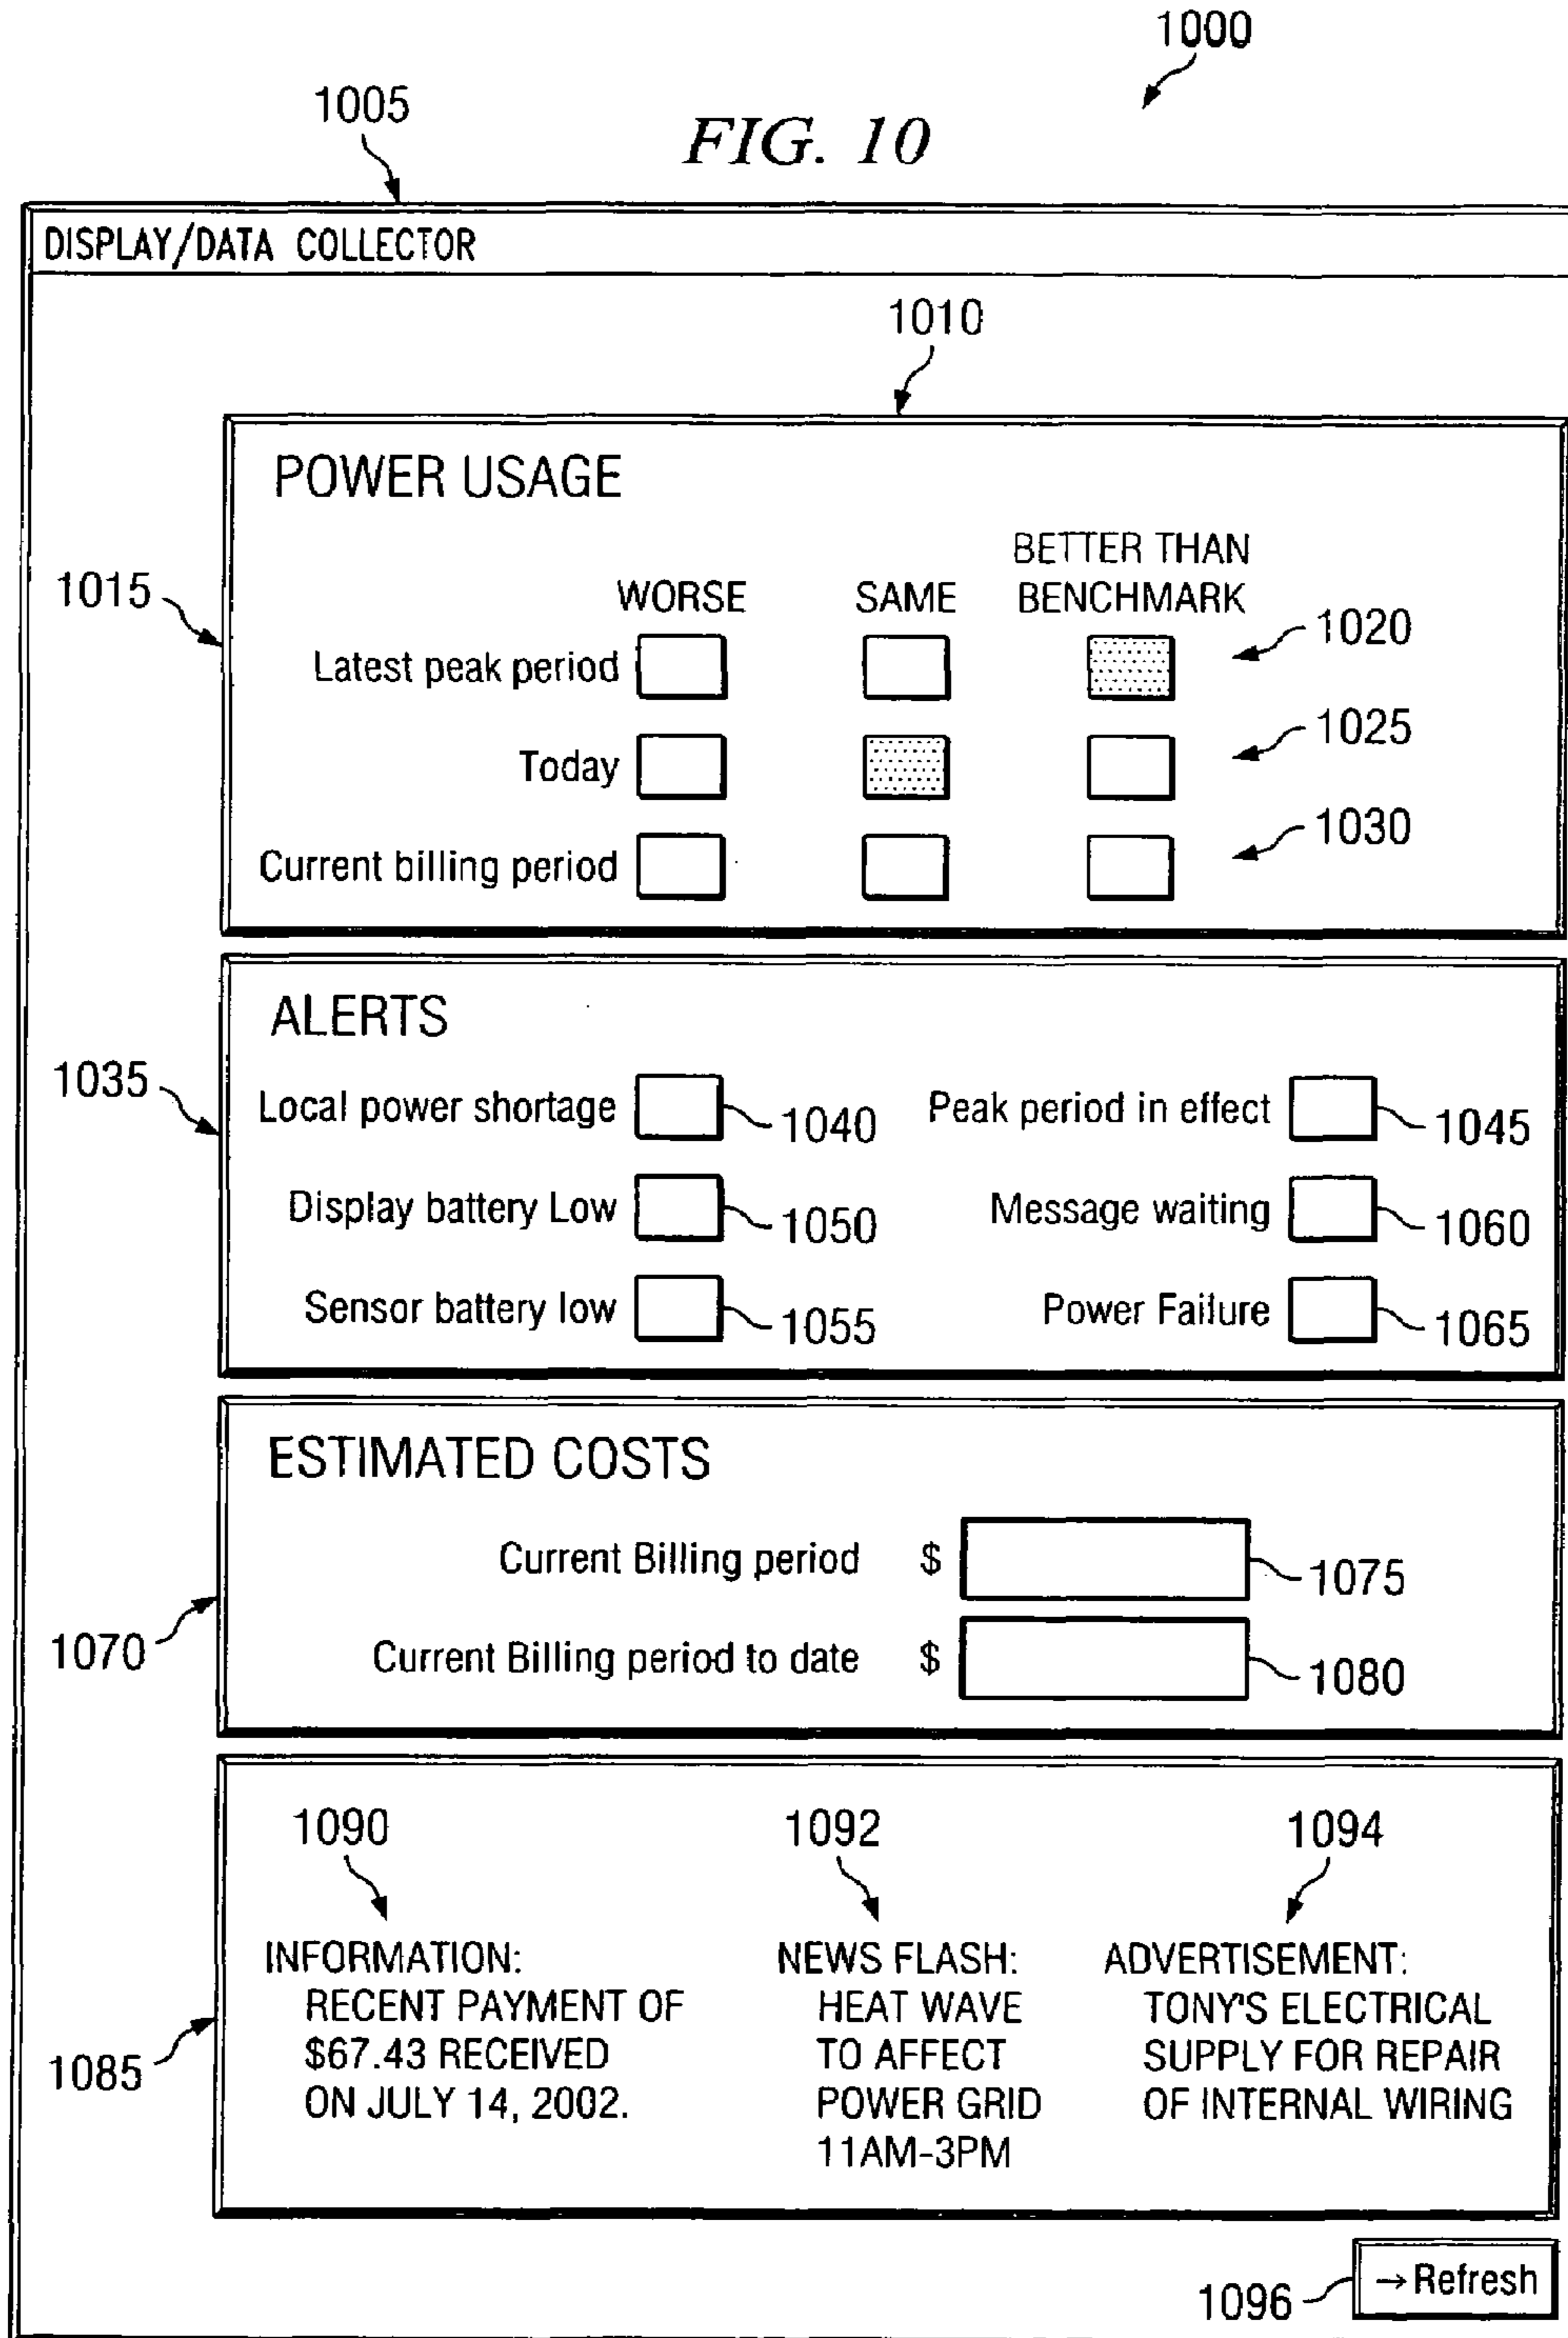 1000
1005
FIG. 10
DISPLAY/DATA COLLECTOR
1010
POWER USAGE
1015
WORSE SAME BETTER THAN
BENCHMARK
Latest peak period 1020
Today 1025
Current billing period 1030
ALERTS
1035
Local power shortage 1040 Peak period in effect 1045
Display battery Low 1050 Message waiting 1060
Sensor battery low 1055 Power Failure 1065
ESTIMATED COSTS
Current Billing period $ 1075
1070
Current Billing period to date $ 1080
1085
1090
INFORMATION:
RECENT PAYMENT OF
$67.43 RECEIVED
ON JULY 14, 2002.
1092
NEWS FLASH:
HEAT WAVE
TO AFFECT
POWER GRID
11AM-3PM
1094
ADVERTISEMENT:
TONY'S ELECTRICAL
SUPPLY FOR REPAIR
OF INTERNAL WIRING
1096
→Refresh